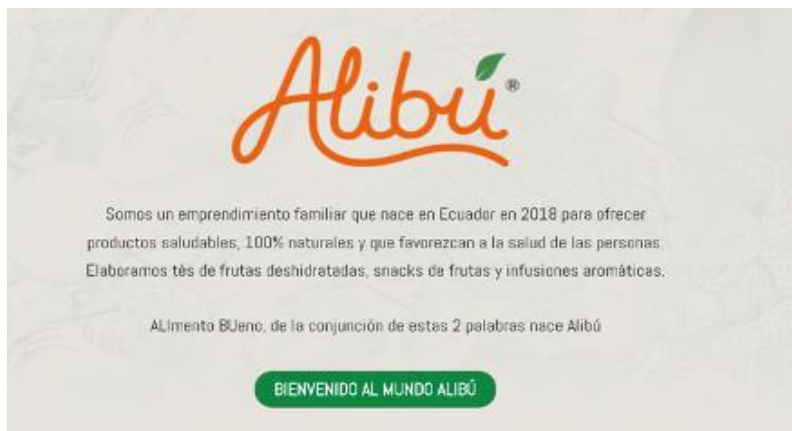 Alibú®
Somos un emprendimiento familiar que nace en Ecuador en 2018 para ofrecer
productos saludables, 100% naturales y que favorezcan a la salud de las personas.
Elaboramos tés de frutas deshidratadas, snacks de frutas y infusiones aromáticas.
ALImento BUeno, de la conjunción de estas 2 palabras nace Alibú
BIENVENIDO AL MUNDO ALIBÚ